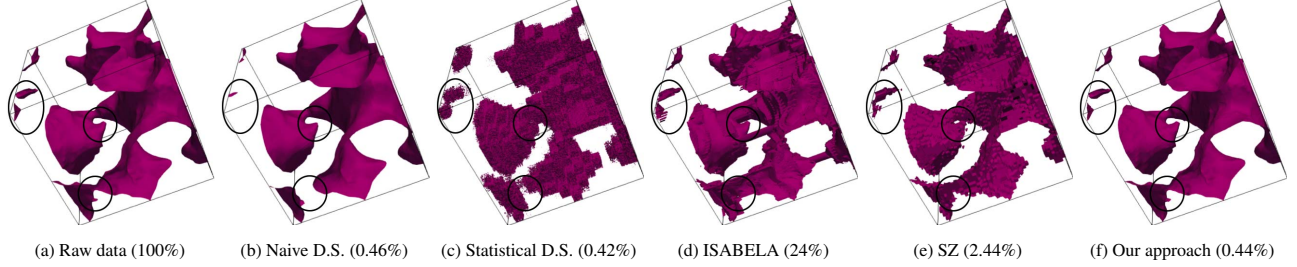 (a) Raw data (100%)
(b) Naive D.S. (0.46%)
(c) Statistical D.S. (0.42%)
(d) ISABELA (24%)
(e) SZ (2.44%)
(f) Our approach (0.44%)